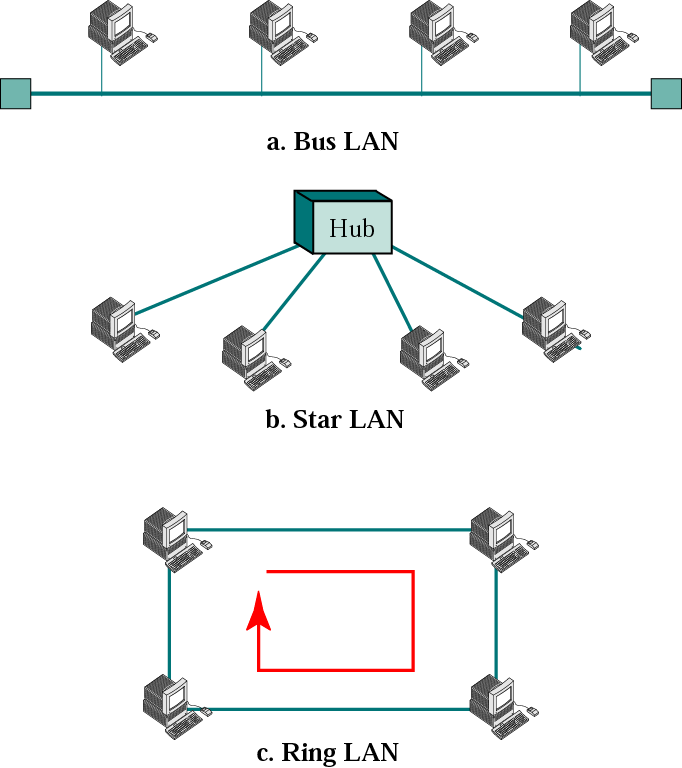 a. Bus LAN
Hub
b. Star LAN
c. Ring LAN